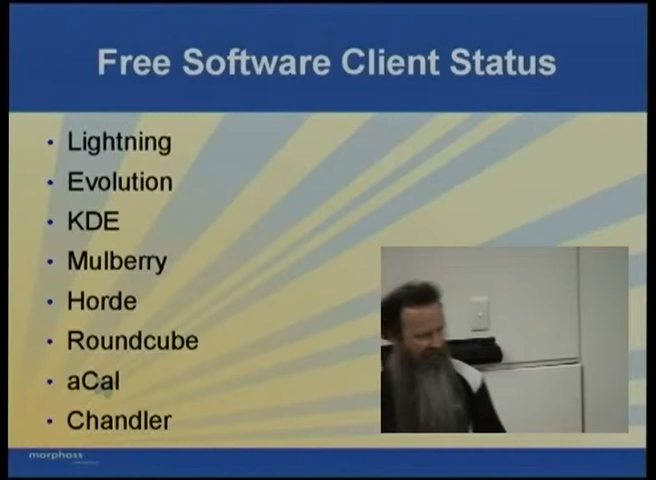 Free Software Client Status
• Lightning
• Evolution
• KDE
• Mulberry
• Horde
• Roundcube
• aCal
• Chandler
morphoss